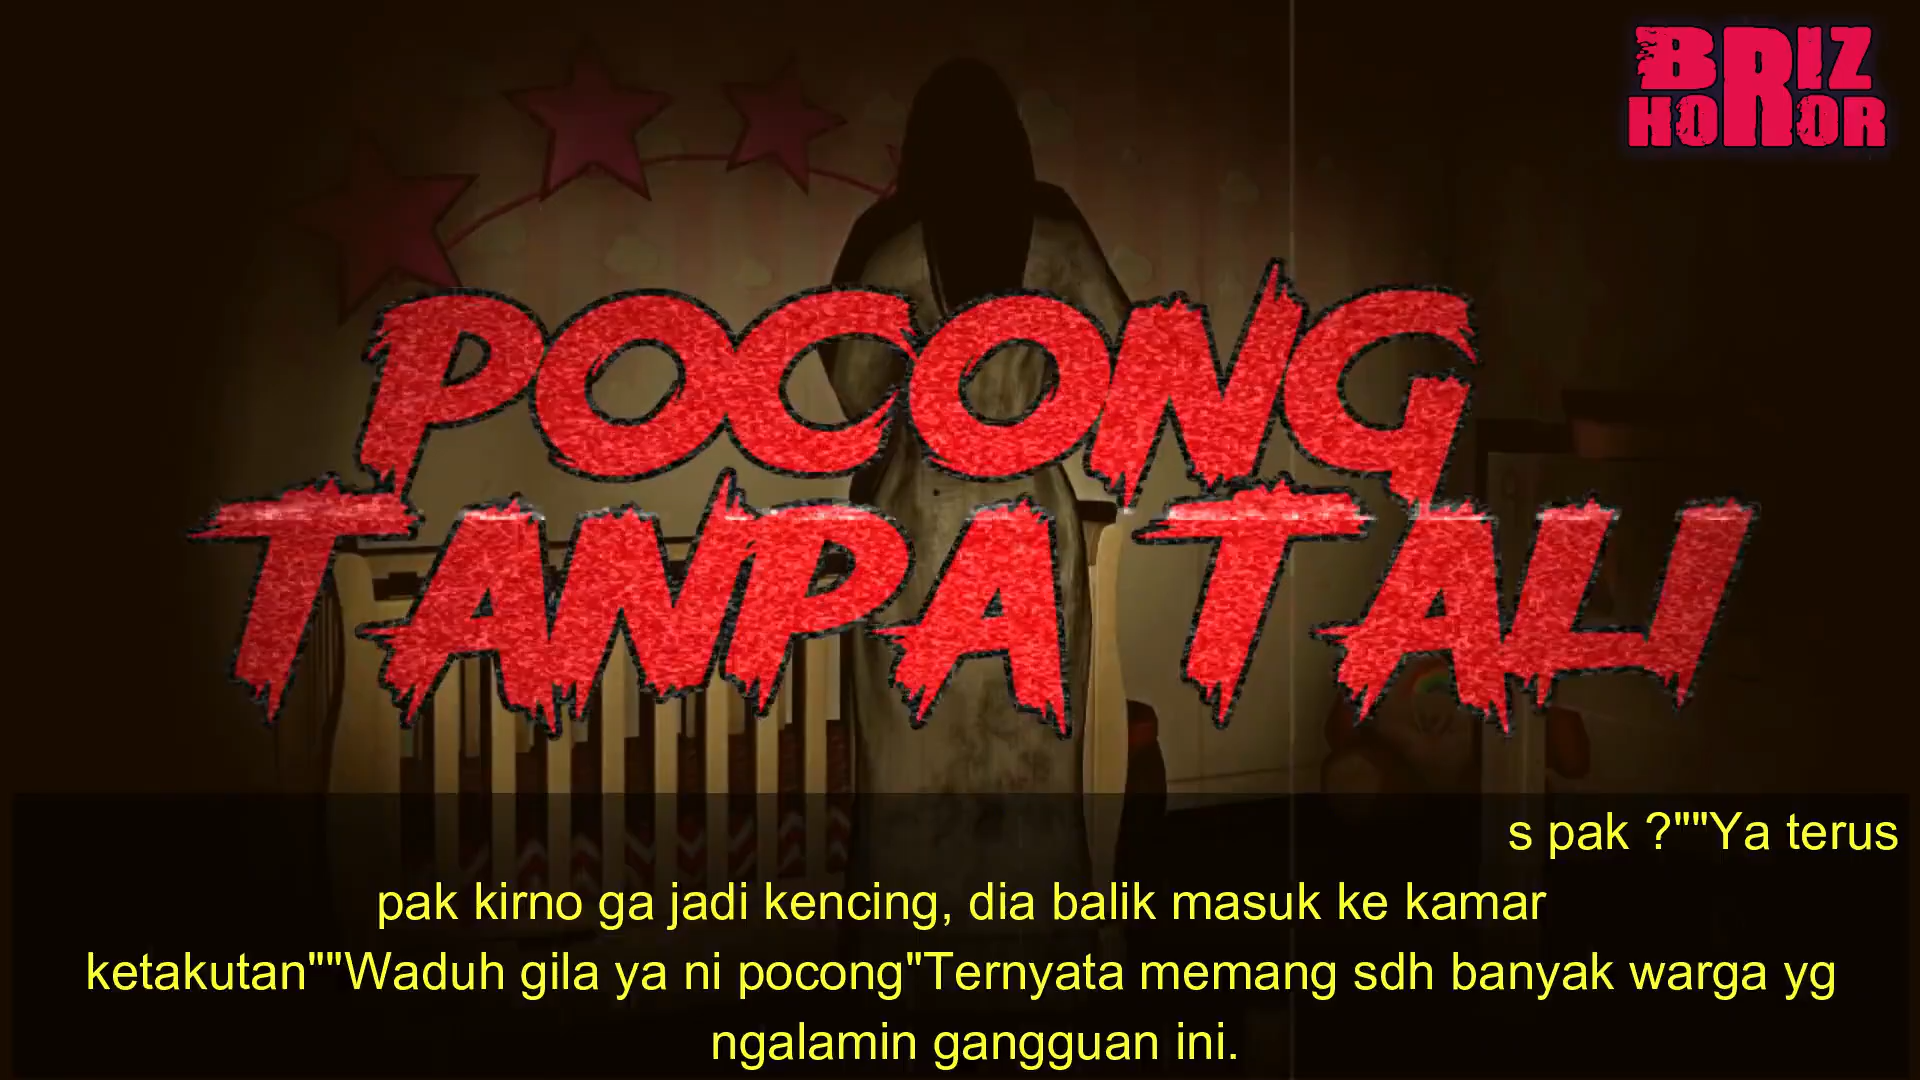 BRIZ
HOROR
POCONG
TANPA TALI
s pak ?""Ya terus
pak kirno ga jadi kencing, dia balik masuk ke kamar
ketakutan""Waduh gila ya ni pocong"Ternyata memang sdh banyak warga yg
ngalamin gangguan ini.